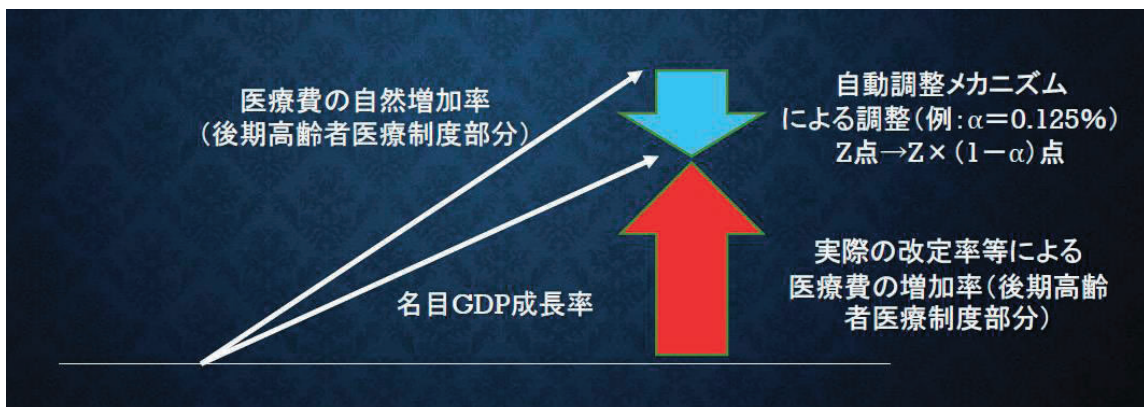 医療費の自然増加率
（後期高齢者医療制度部分）
名目GDP成長率
自動調整メカニズム
による調整（例：α＝0.125%）
Z点→Z×（1－α）点
実際の改定率等による
医療費の増加率（後期高齢
者医療制度部分）